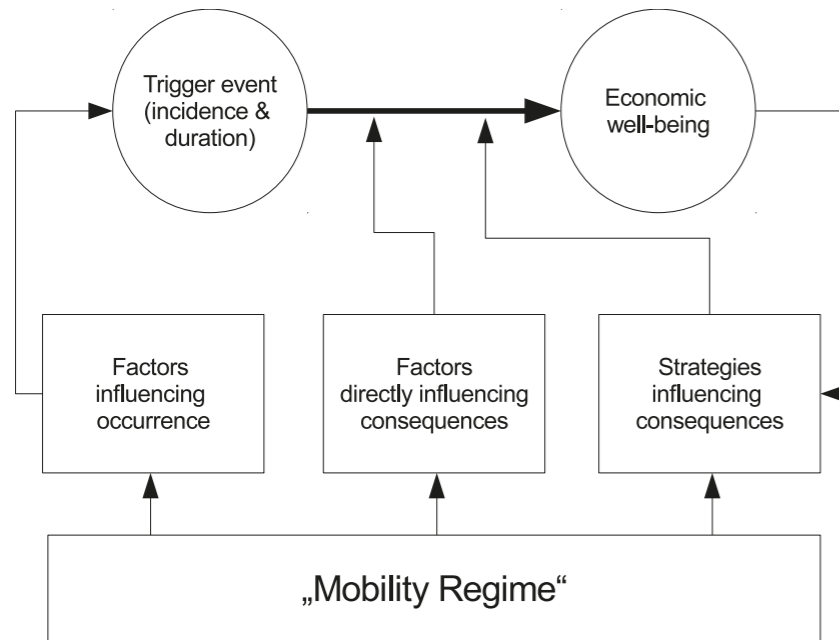 Trigger event
(incidence &
duration)
Economic
well-being
Factors
influencing
occurrence
Factors
directly influencing
consequences
Strategies
influencing
consequences
„Mobility Regime“